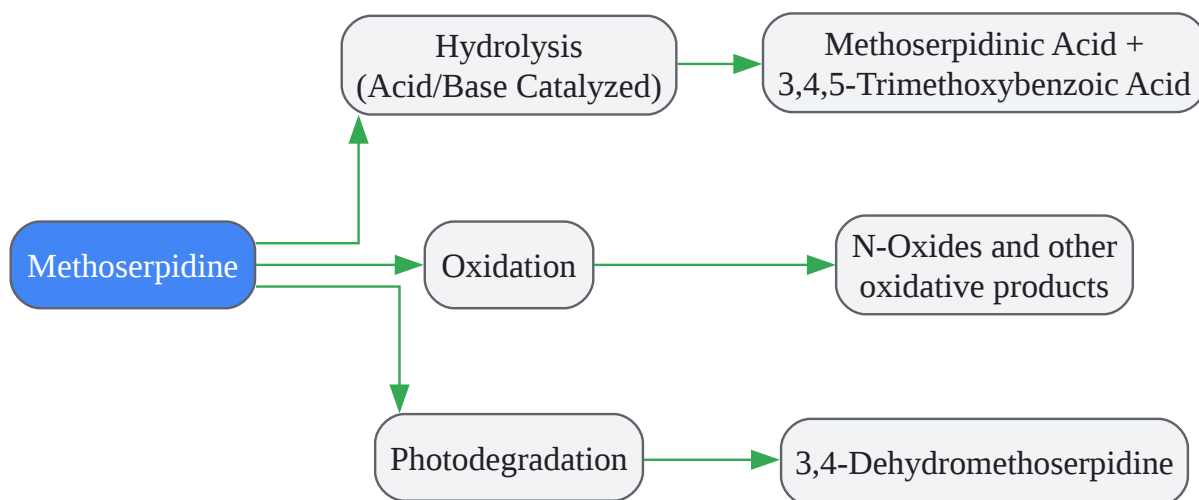 Hydrolysis
(Acid/Base Catalyzed)
Methoserpidinic Acid +
3,4,5-Trimethoxybenzoic Acid
Methoserpidine
Oxidation
N-Oxides and other
oxidative products
Photodegradation
3,4-Dehydromethoserpidine